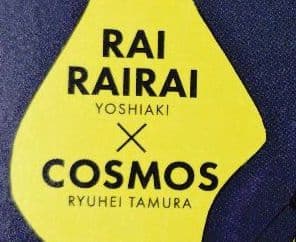 RAI
RAIRAI
YOSHIAKI
×
COSMOS
RYUHEI TAMURA